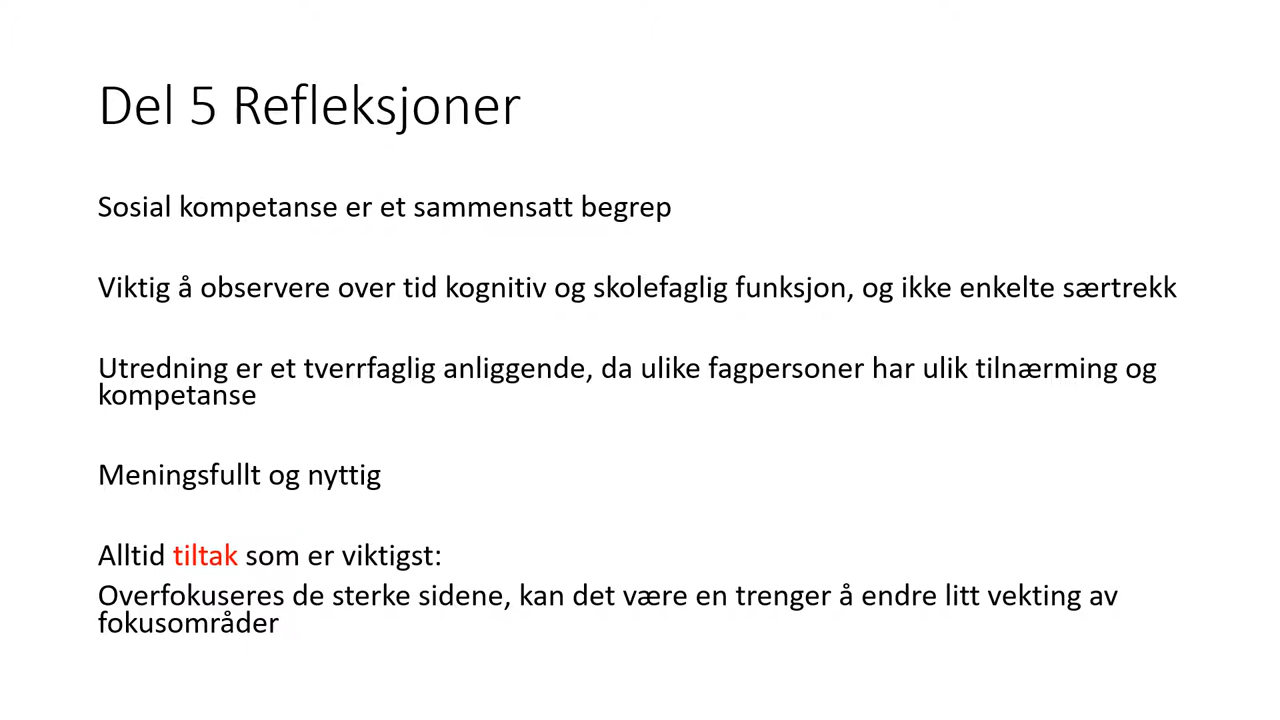 Del 5 Refleksjoner
Sosial kompetanse er et sammensatt begrep
Viktig å observere over tid kognitiv og skolefaglig funksjon, og ikke enkelte særtrekk
Utredning er et tverrfaglig anliggende, da ulike fagpersoner har ulik tilnærming og
kompetanse
Meningsfullt og nyttig
Alltid tiltak som er viktigst:
Overfokuseres de sterke sidene, kan det være en trenger å endre litt vekting av
fokusområder